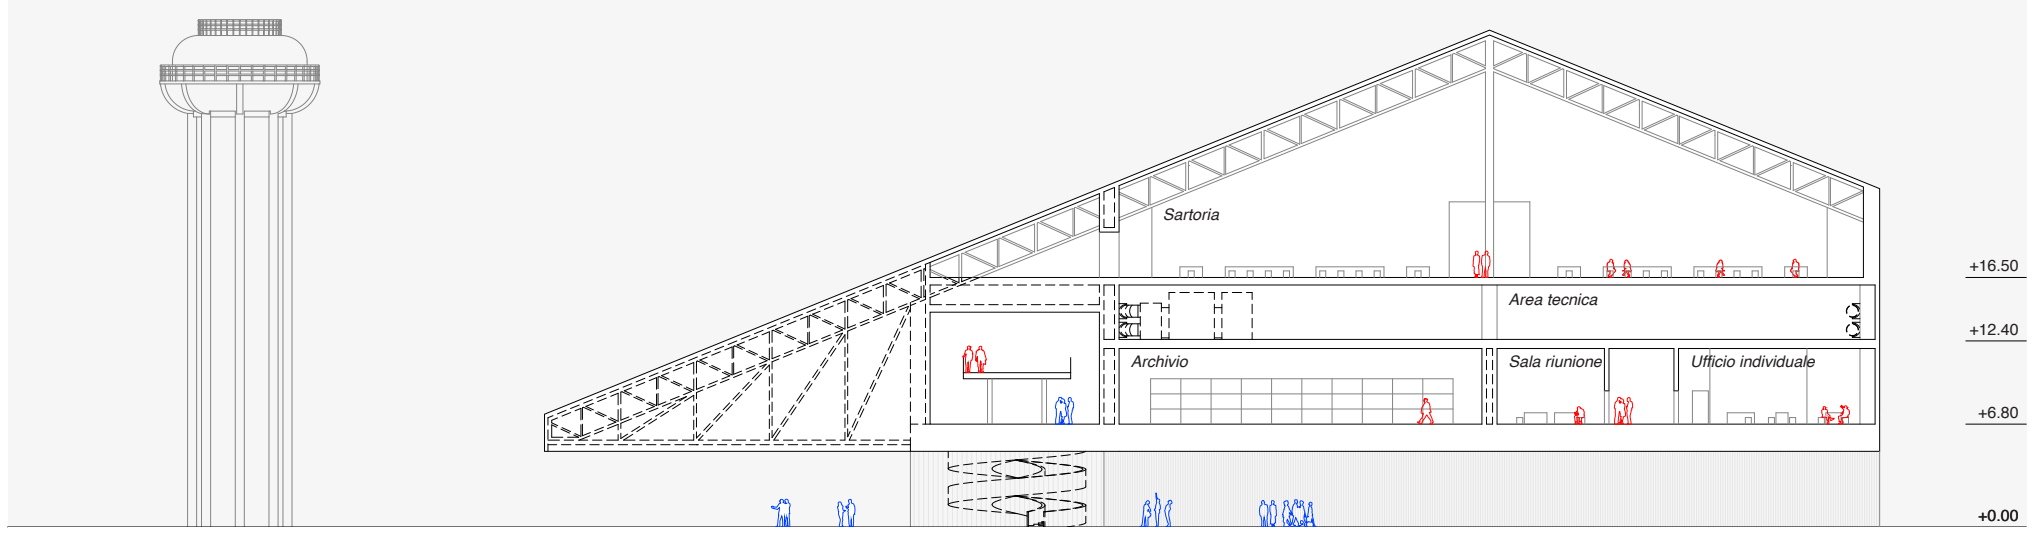 Sartoria
+16.50
Area tecnica
+12.40
Archivio
Sala riunione
Ufficio individuale
+6.80
+0.00